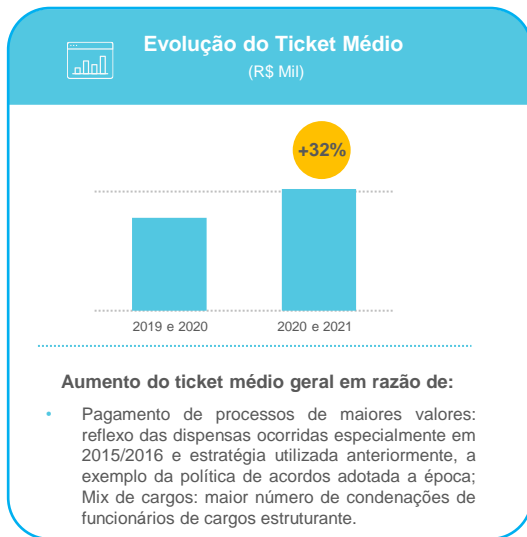 Evolução do Ticket Médio
(R$ Mil)
+32%
2019 e 2020
2020 e 2021
Aumento do ticket médio geral em razão de:
• Pagamento de processos de maiores valores:
reflexo das dispensas ocorridas especialmente em
2015/2016 e estratégia utilizada anteriormente, a
exemplo da política de acordos adotada a época;
Mix de cargos: maior número de condenações de
funcionários de cargos estruturante.